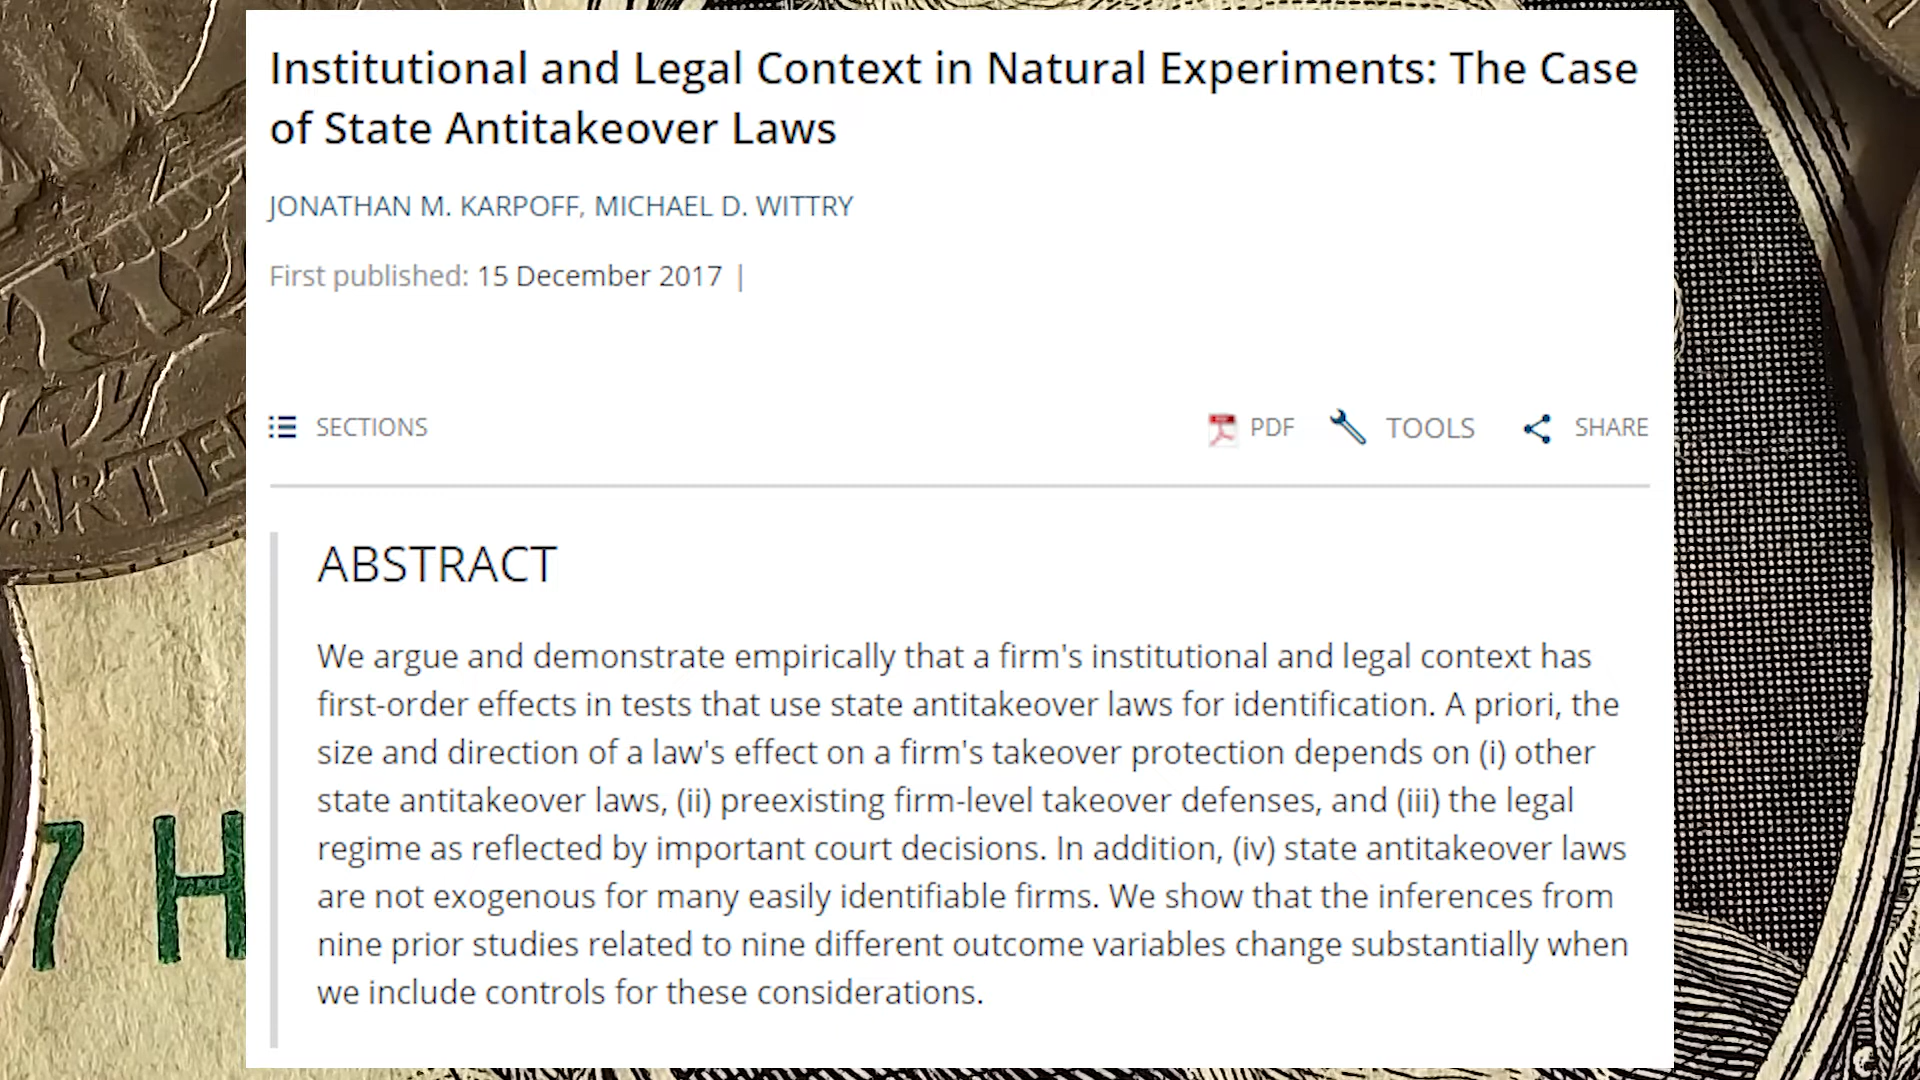 Institutional and Legal Context in Natural Experiments: The Case
of State Antitakeover Laws
JONATHAN M. KARPOFF, MICHAEL D. WITTRY
First published: 15 December 2017 |
SECTIONS
PDF TOOLS SHARE
ABSTRACT
We argue and demonstrate empirically that a firm's institutional and legal context has
first-order effects in tests that use state antitakeover laws for identification. A priori, the
size and direction of a law's effect on a firm's takeover protection depends on (i) other
state antitakeover laws, (ii) preexisting firm-level takeover defenses, and (iii) the legal
regime as reflected by important court decisions. In addition, (iv) state antitakeover laws
are not exogenous for many easily identifiable firms. We show that the inferences from
nine prior studies related to nine different outcome variables change substantially when
we include controls for these considerations.
ARTE
7 H